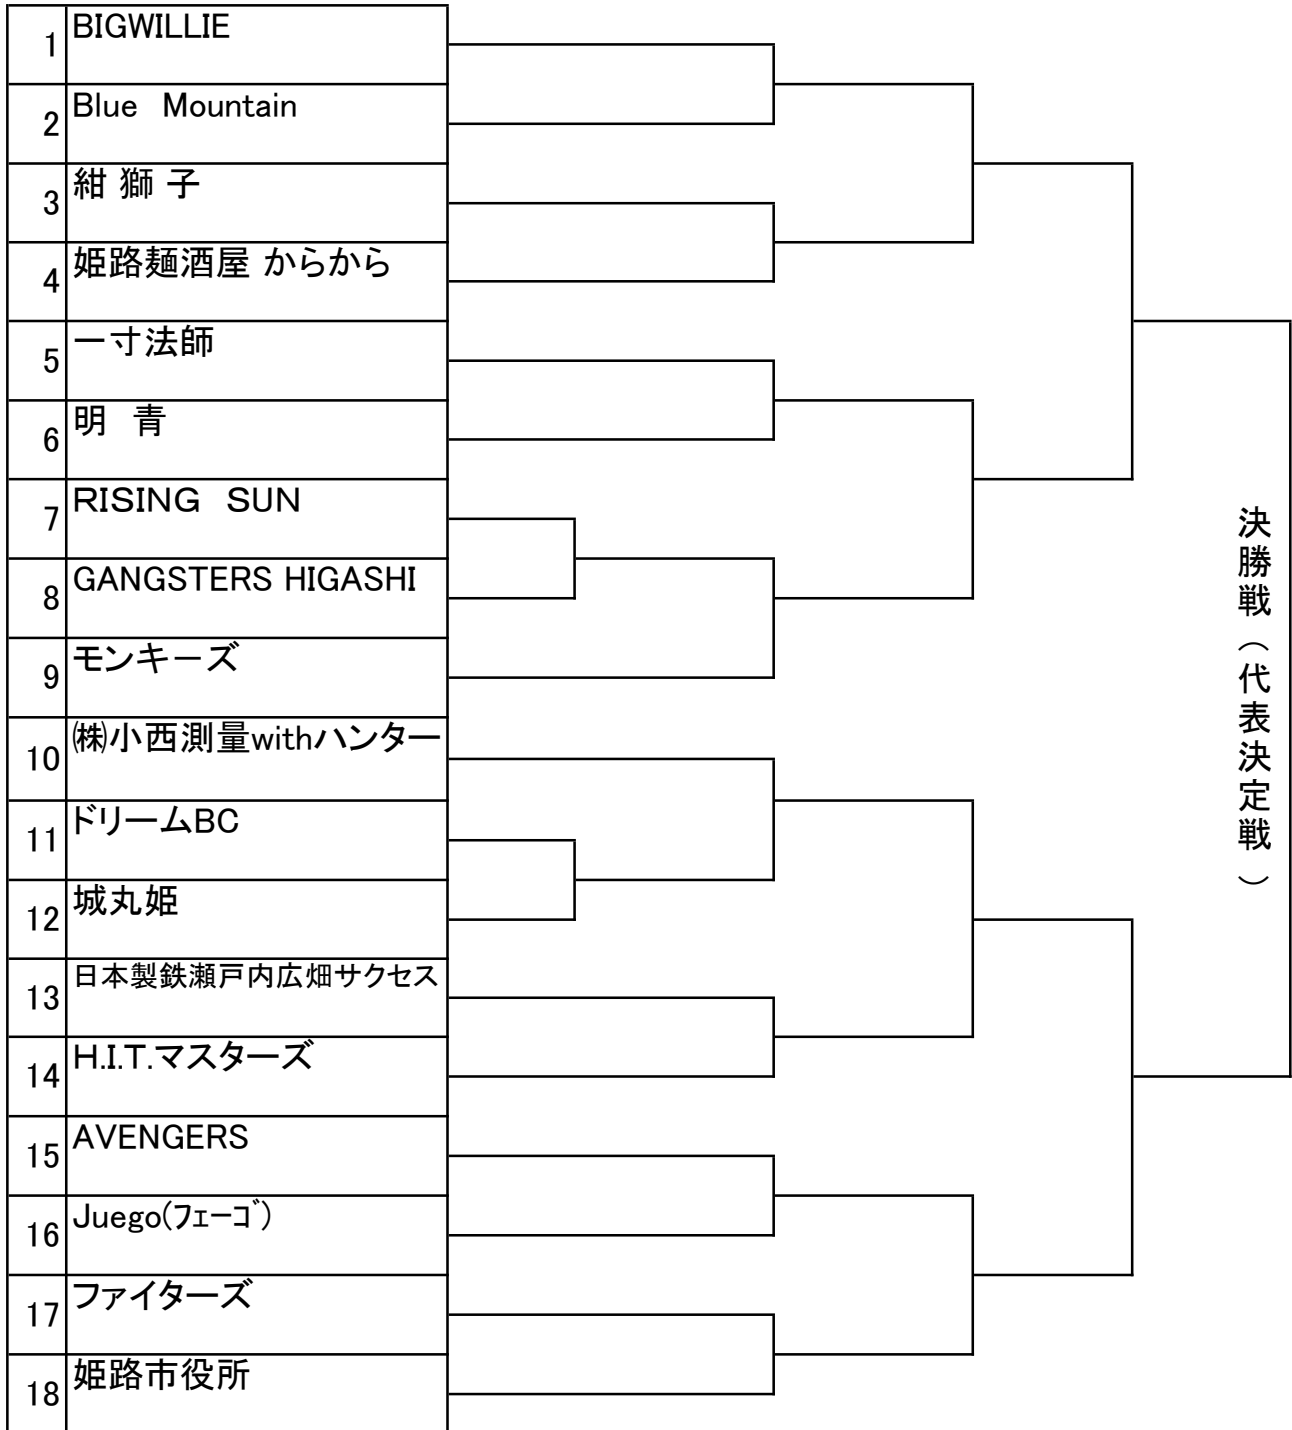 1 BIGWILLIE
2 Blue　Mountain
3 紺 獅 子
4 姫路麺酒屋 からから
5 一寸法師
6 明　青
7 RISING　SUN
8 GANGSTERS HIGASHI
9 モンキーズ
10 ㈱小西測量withハンター
11 ドリームBC
12 城丸姫
13 日本製鉄瀬戸内広畑サクセス
14 H.I.T.マスターズ
15 AVENGERS
16 Juego(ﾌｴｰｺﾞ)
17 ファイターズ
18 姫路市役所
決勝戦（代表決定戦）